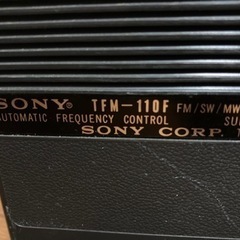 SONY® TFM-110F FM/SW/MW
AUTOMATIC FREQUENCY CONTROL
SONY CORP.